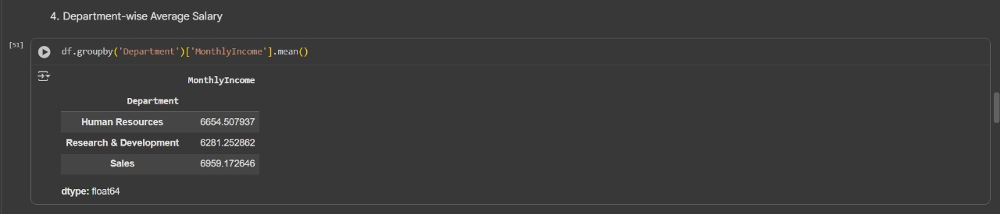 4. Department-wise Average Salary
[51]
df.groupby('Department')['MonthlyIncome'].mean()
MonthlyIncome
Department
Human Resources 6654.507937
Research & Development 6281.252862
Sales 6959.172646
dtype: float64